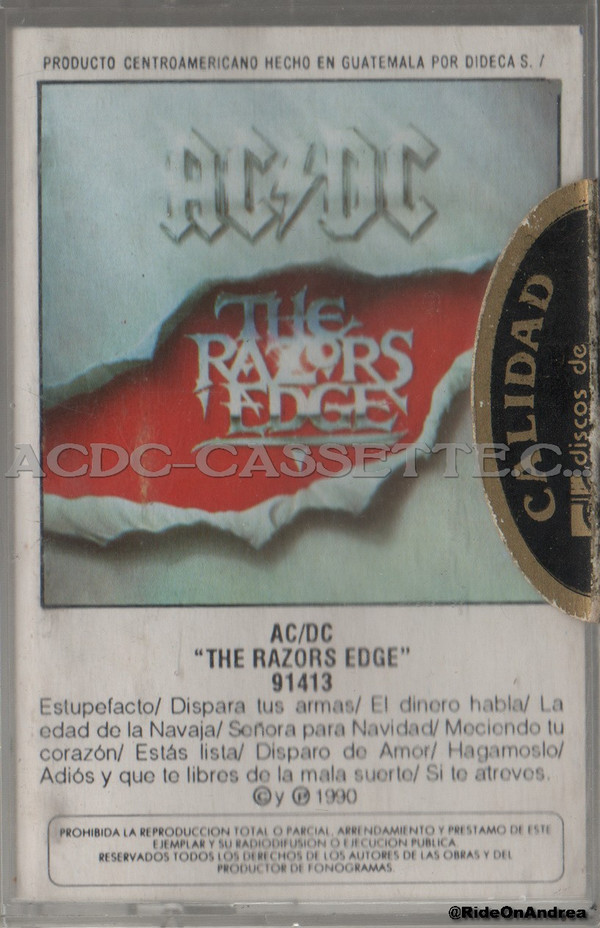 PRODUCTO CENTROAMERICANO HECHO EN GUATEMALA POR DIDECA S. /
AC/DC
THE
RAZORS
EDGE
CALIDAD
discos de
ACDC-CASSETTE.C...
AC/DC
"THE RAZORS EDGE"
91413
Estupefacto/ Dispara tus armas/ El dinero habla/ La
edad de la Navaja/ Señora para Navidad/ Meciendo tu
corazón/ Estás lista/ Disparo de Amor/ Hagamoslo/
Adiós y que te libres de la mala suerte/ Si te atreves.
© y ℗ 1990
PROHIBIDA LA REPRODUCCION TOTAL O PARCIAL, ARRENDAMIENTO Y PRESTAMO DE ESTE
EJEMPLAR Y SU RADIODIFUSION O EJECUCION PUBLICA.
RESERVADOS TODOS LOS DERECHOS DE LOS AUTORES DE LAS OBRAS Y DEL
PRODUCTOR DE FONOGRAMAS.
@RideOnAndrea